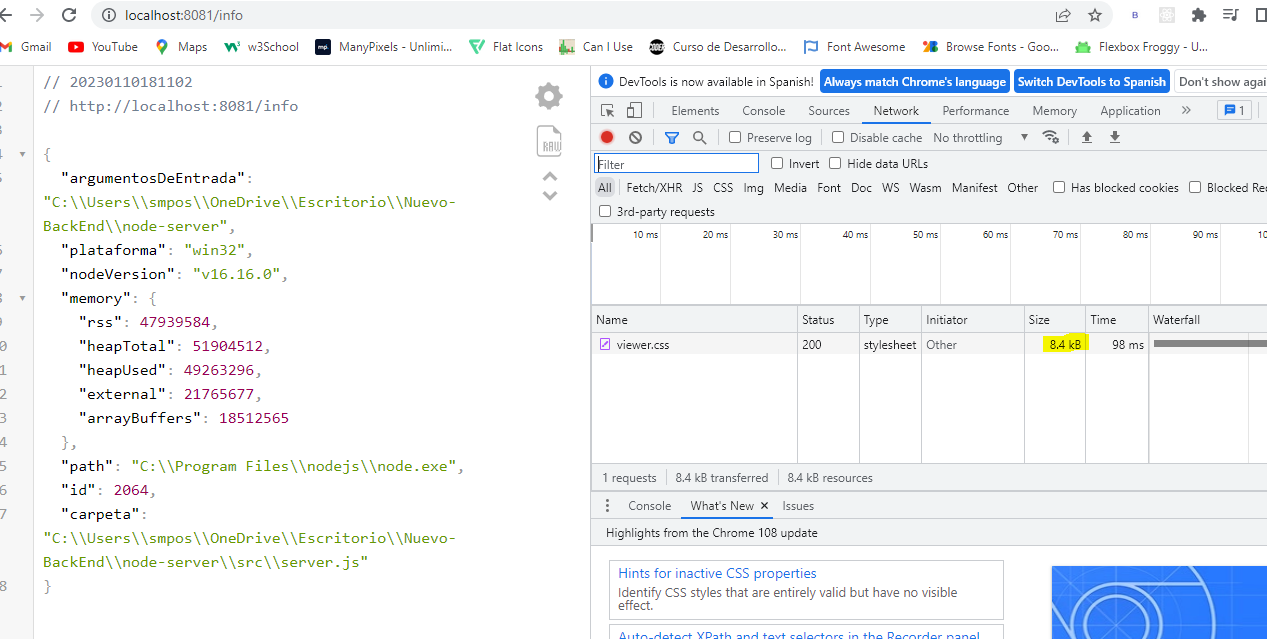 localhost:8081/info
Gmail YouTube Maps w3School ManyPixels - Unlimi... Flat Icons Can I Use Curso de Desarrollo... Font Awesome Browse Fonts - Goo... Flexbox Froggy - U...
// 20230110181102
// http://localhost:8081/info
{
"argumentosDeEntrada":
"C:\\Users\\smpos\\OneDrive\\Escritorio\\Nuevo-
BackEnd\\node-server",
"plataforma": "win32",
"nodeVersion": "v16.16.0",
"memory": {
"rss": 47939584,
"heapTotal": 51904512,
"heapUsed": 49263296,
"external": 21765677,
"arrayBuffers": 18512565
},
"path": "C:\\Program Files\\nodejs\\node.exe",
"id": 2064,
"carpeta":
"C:\\Users\\smpos\\OneDrive\\Escritorio\\Nuevo-
BackEnd\\node-server\\src\\server.js"
}
RAW
DevTools is now available in Spanish! Always match Chrome's language Switch DevTools to Spanish Don't show agai
Elements Console Sources Network Performance Memory Application » 1
Preserve log Disable cache No throttling
Filter Invert Hide data URLs
All Fetch/XHR JS CSS Img Media Font Doc WS Wasm Manifest Other Has blocked cookies Blocked Re
3rd-party requests
10 ms 20 ms 30 ms 40 ms 50 ms 60 ms 70 ms 80 ms 90 ms 10
Name Status Type Initiator Size Time Waterfall
viewer.css 200 stylesheet Other 8.4 kB 98 ms
1 requests 8.4 kB transferred 8.4 kB resources
Console What's New × Issues
Highlights from the Chrome 108 update
Hints for inactive CSS properties
Identify CSS styles that are entirely valid but have no visible
effect.
Auto-detect XPath and text selectors in the Recorder panel